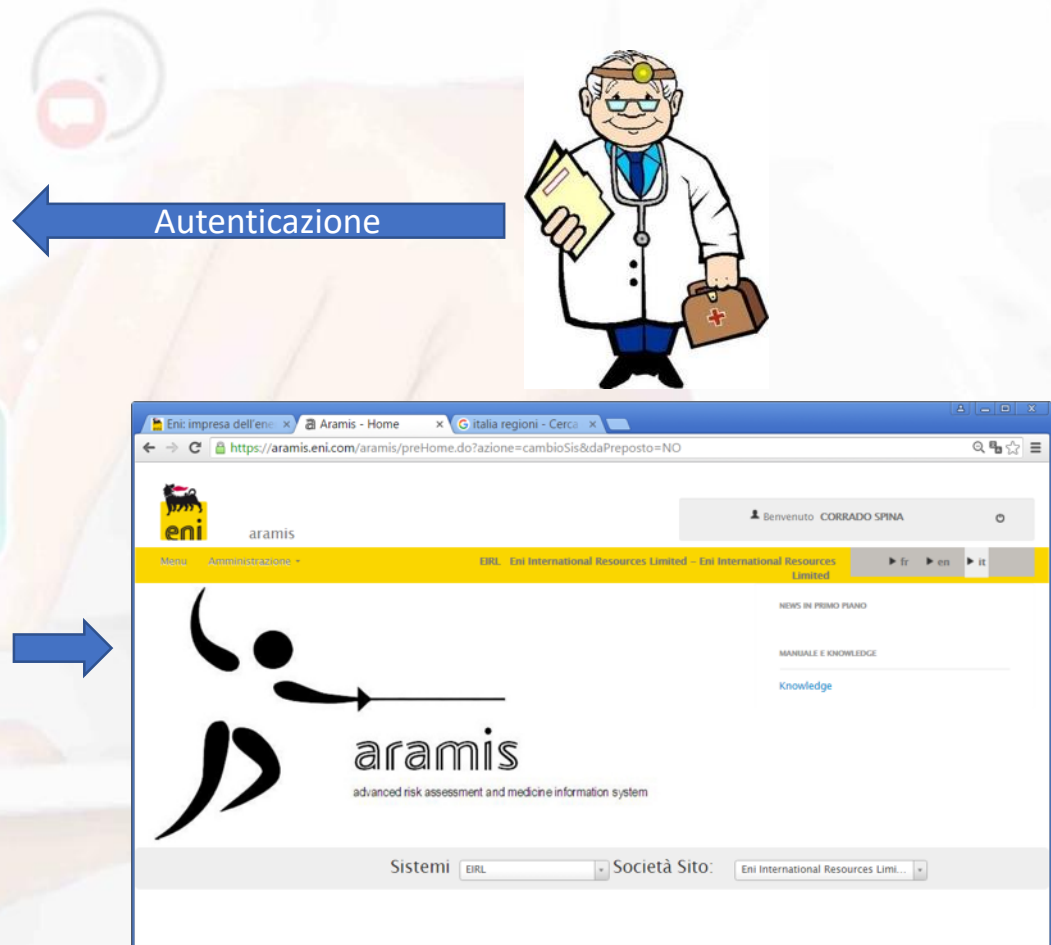 Autenticazione
Eni: impresa dell'ene
Aramis - Home
italia regioni - Cerca
https://aramis.eni.com/aramis/preHome.do?azione=cambioSis&daPreposto=NO
eni
aramis
Benvenuto CORRADO SPINA
Menu Amministrazione
EIRL Eni International Resources Limited – Eni International Resources
Limited
fr en it
NEWS IN PRIMO PIANO
MANUALE E KNOWLEDGE
Knowledge
aramis
advanced risk assessment and medicine information system
Sistemi EIRL Società Sito: Eni International Resources Limi...